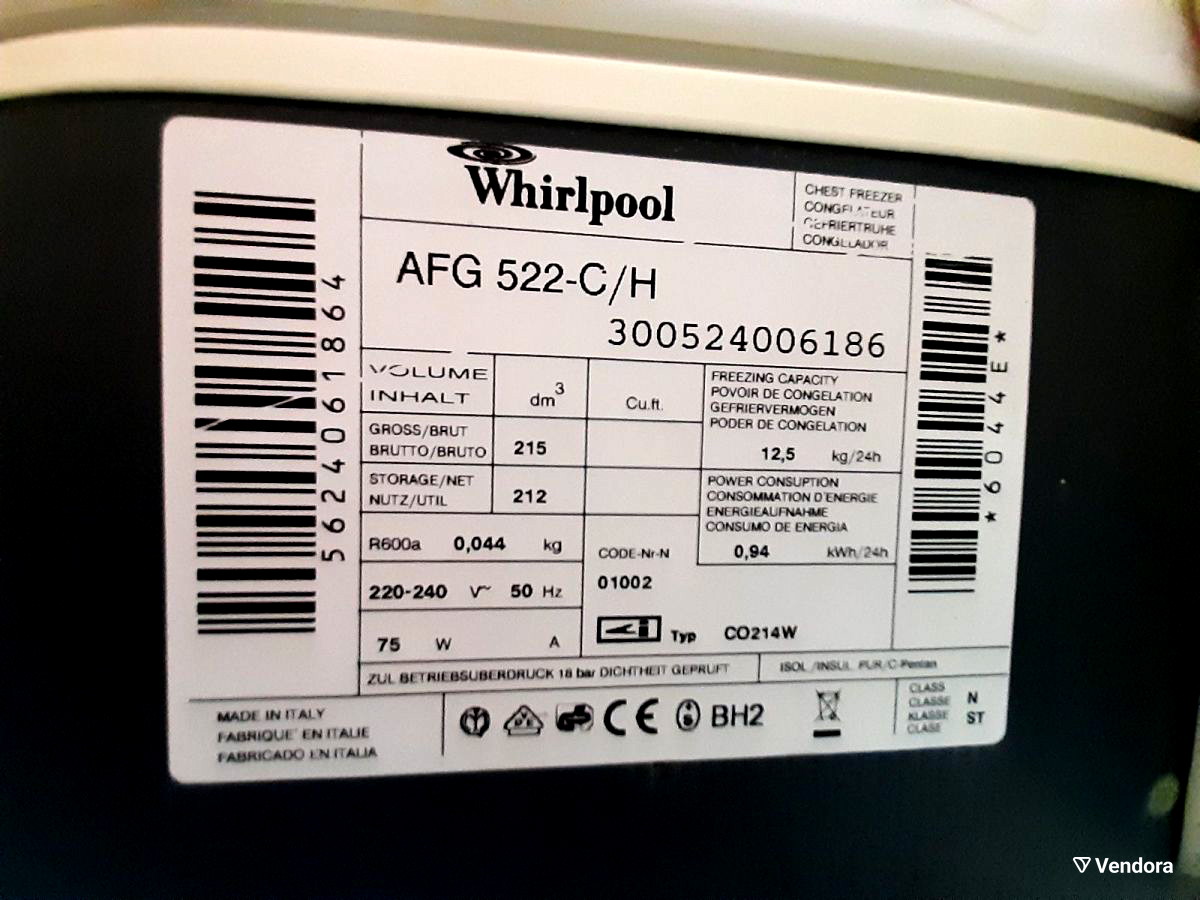 Whirlpool
CHEST FREEZER
CONGELATEUR
GEFRIERTRUHE
CONGELADOR
AFG 522-C/H
300524006186
562406061864
*6044E*
VOLUME
INHALT
dm3
Cu.ft.
FREEZING CAPACITY
POVOIR DE CONGELATION
GEFRIERVERMOGEN
PODER DE CONGELATION
12,5 kg/24h
GROSS/BRUT
BRUTTO/BRUTO
215
STORAGE/NET
NUTZ/UTIL
212
POWER CONSUPTION
CONSOMMATION D'ENERGIE
ENERGIEAUFNAHME
CONSUMO DE ENERGIA
0,94 kWh/24h
R600a 0,044 kg
CODE-Nr-N
01002
220-240 V~ 50 Hz
75 W A
Typ CO214W
ZUL BETRIEBSUBERDRUCK 18 bar DICHTHEIT GEPRUFT
ISOL/INSUL PUR/C-Pentan
MADE IN ITALY
FABRIQUE' EN ITALIE
FABRICADO EN ITALIA
CE
BH2
CLASS
CLASSE
KLASSE
CLASE
N
ST
Vendora